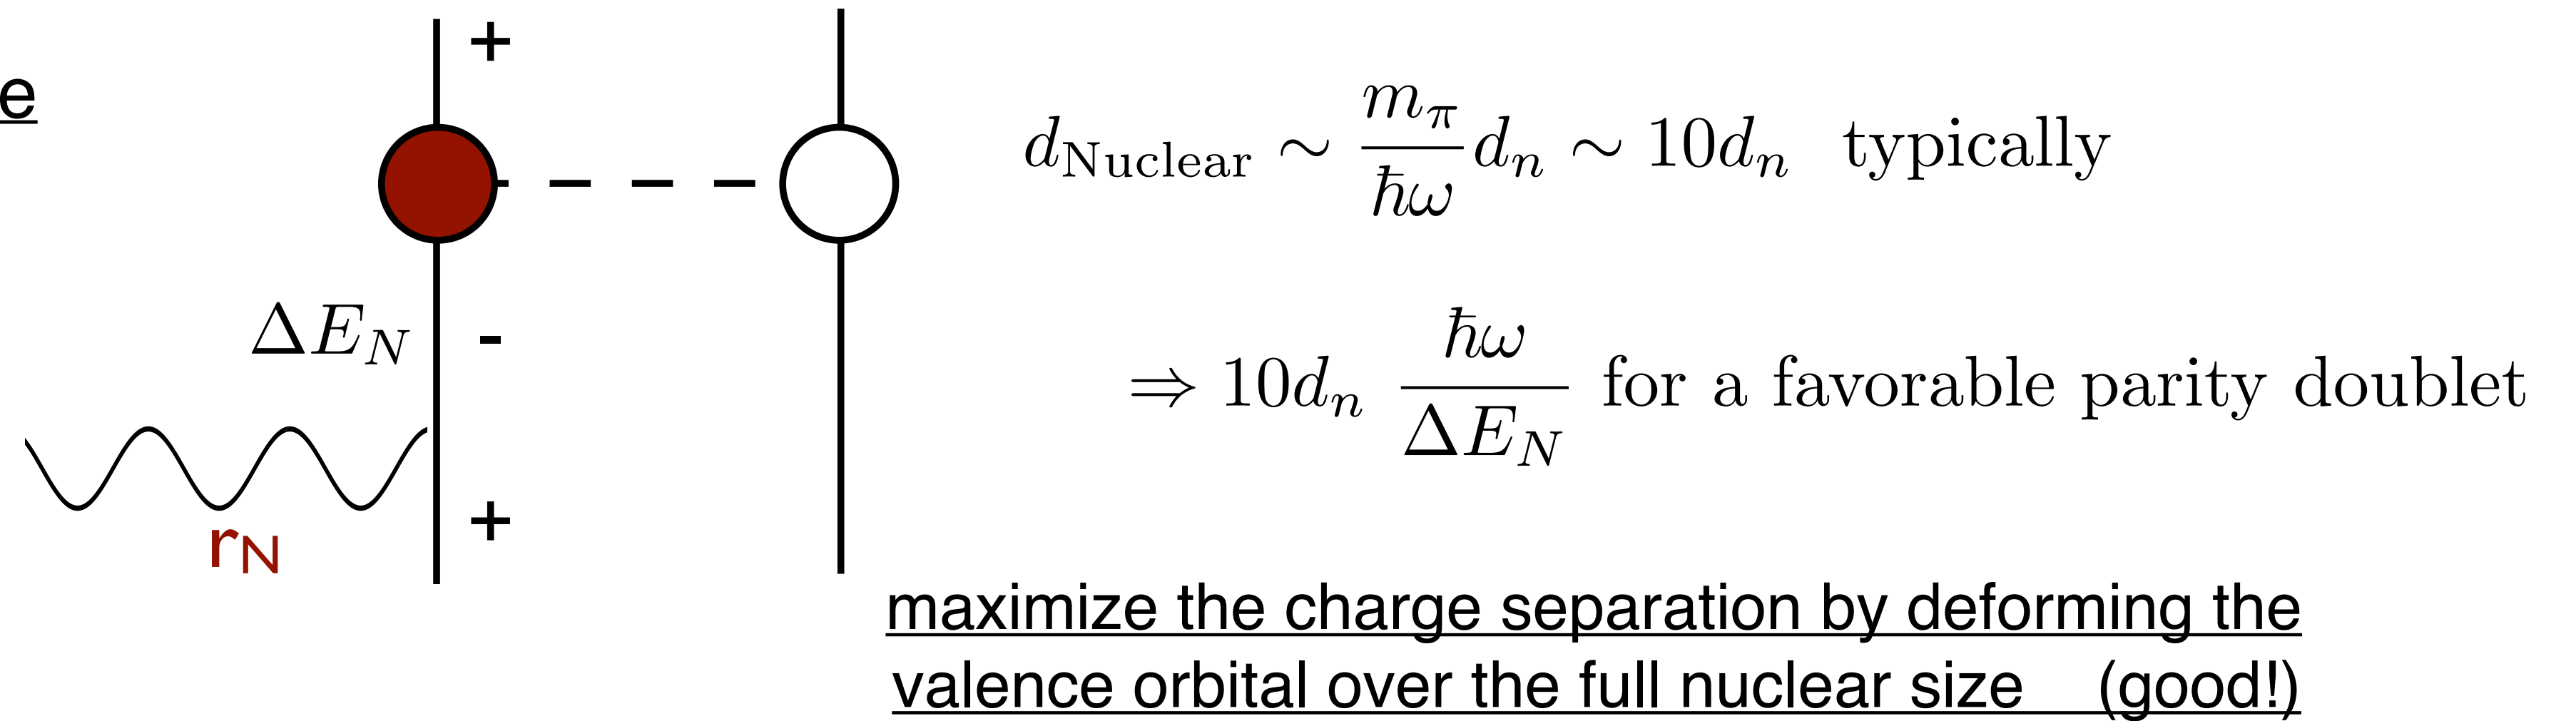 e
+
d_Nuclear ∼ m_π/ħω d_n ∼ 10d_n typically
ΔE_N
-
⇒ 10d_n ħω/ΔE_N for a favorable parity doublet
+
rN
maximize the charge separation by deforming the
valence orbital over the full nuclear size (good!)